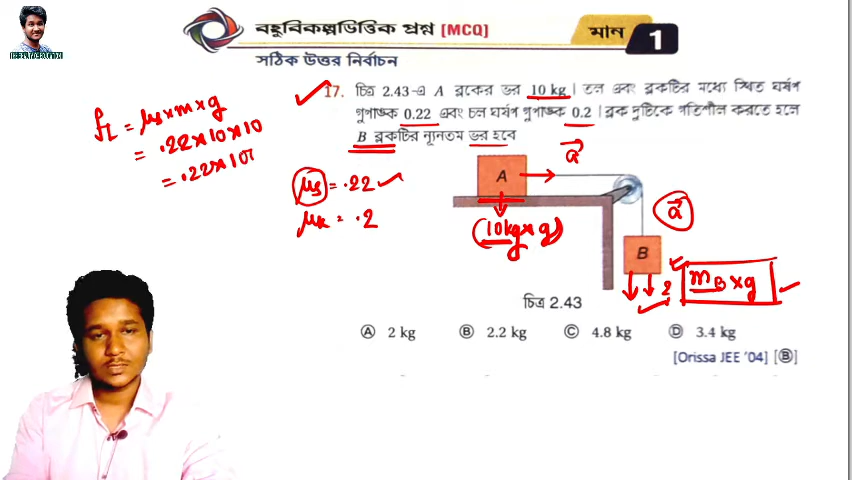 বহুবিকল্পভিত্তিক প্রশ্ন [MCQ]
মান 1
সঠিক উত্তর নির্বাচন
17. চিত্র 2.43-এ A ব্লকের ভর 10 kg। তল এবং ব্লকটির মধ্যে স্থিত ঘর্ষণ
গুণাঙ্ক 0.22 এবং চল ঘর্ষণ গুণাঙ্ক 0.2। ব্লক দুটিকে গতিশীল করতে হলে
B ব্লকটির ন্যূনতম ভর হবে
fL = μs×m×g
= .22×10×10
= .22×10
μs = .22
μk = .2
a
A
(10kg×g)
g
a
B
mB×g
চিত্র 2.43
Ⓐ 2 kg Ⓑ 2.2 kg Ⓒ 4.8 kg Ⓓ 3.4 kg
[Orissa JEE '04] [Ⓑ]